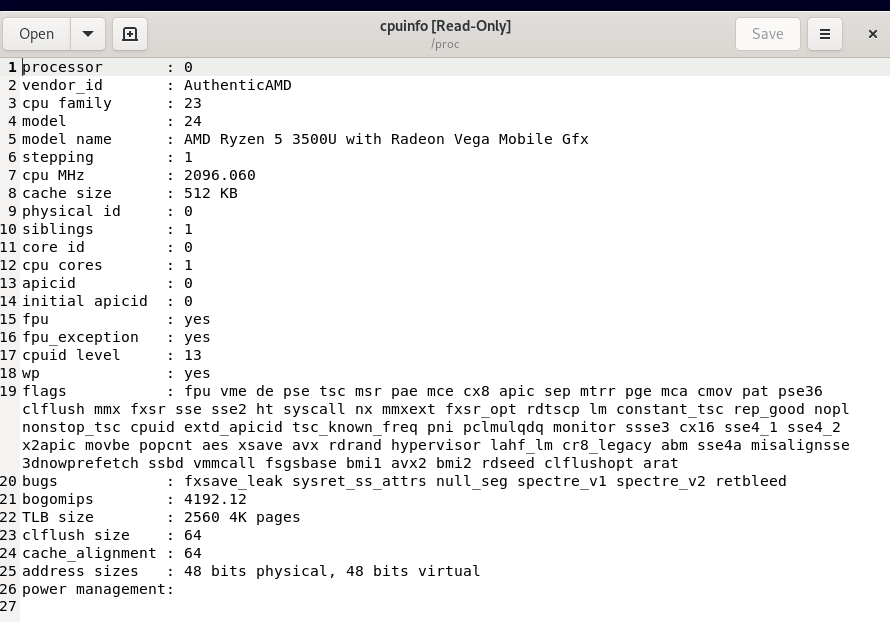 Open
cpuinfo [Read-Only]
/proc
Save
1 processor : 0
2 vendor_id : AuthenticAMD
3 cpu family : 23
4 model : 24
5 model name : AMD Ryzen 5 3500U with Radeon Vega Mobile Gfx
6 stepping : 1
7 cpu MHz : 2096.060
8 cache size : 512 KB
9 physical id : 0
10 siblings : 1
11 core id : 0
12 cpu cores : 1
13 apicid : 0
14 initial apicid : 0
15 fpu : yes
16 fpu_exception : yes
17 cpuid level : 13
18 wp : yes
19 flags : fpu vme de pse tsc msr pae mce cx8 apic sep mtrr pge mca cmov pat pse36
clflush mmx fxsr sse sse2 ht syscall nx mmxext fxsr_opt rdtscp lm constant_tsc rep_good nopl
nonstop_tsc cpuid extd_apicid tsc_known_freq pni pclmulqdq monitor ssse3 cx16 sse4_1 sse4_2
x2apic movbe popcnt aes xsave avx rdrand hypervisor lahf_lm cr8_legacy abm sse4a misalignsse
3dnowprefetch ssbd vmmcall fsgsbase bmi1 avx2 bmi2 rdseed clflushopt arat
20 bugs : fxsave_leak sysret_ss_attrs null_seg spectre_v1 spectre_v2 retbleed
21 bogomips : 4192.12
22 TLB size : 2560 4K pages
23 clflush size : 64
24 cache_alignment : 64
25 address sizes : 48 bits physical, 48 bits virtual
26 power management:
27